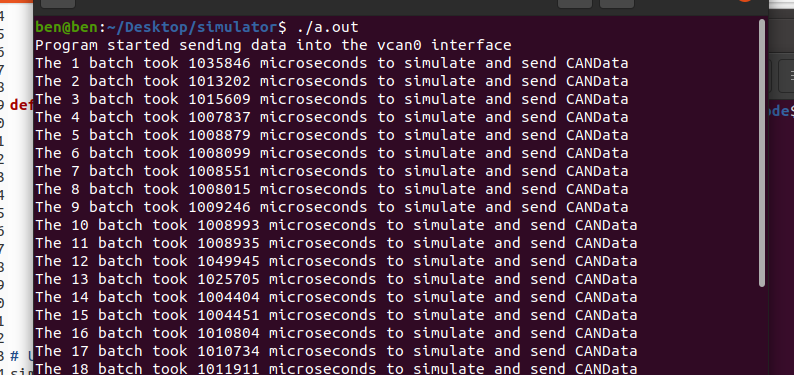 ben@ben:~/Desktop/simulator$ ./a.out
Program started sending data into the vcan0 interface
The 1 batch took 1035846 microseconds to simulate and send CANData
The 2 batch took 1013202 microseconds to simulate and send CANData
The 3 batch took 1015609 microseconds to simulate and send CANData
The 4 batch took 1007837 microseconds to simulate and send CANData
The 5 batch took 1008879 microseconds to simulate and send CANData
The 6 batch took 1008099 microseconds to simulate and send CANData
The 7 batch took 1008551 microseconds to simulate and send CANData
The 8 batch took 1008015 microseconds to simulate and send CANData
The 9 batch took 1009246 microseconds to simulate and send CANData
The 10 batch took 1008993 microseconds to simulate and send CANData
The 11 batch took 1008935 microseconds to simulate and send CANData
The 12 batch took 1049945 microseconds to simulate and send CANData
The 13 batch took 1025705 microseconds to simulate and send CANData
The 14 batch took 1004404 microseconds to simulate and send CANData
The 15 batch took 1004451 microseconds to simulate and send CANData
The 16 batch took 1010804 microseconds to simulate and send CANData
The 17 batch took 1010734 microseconds to simulate and send CANData
The 18 batch took 1011911 microseconds to simulate and send CANData
def